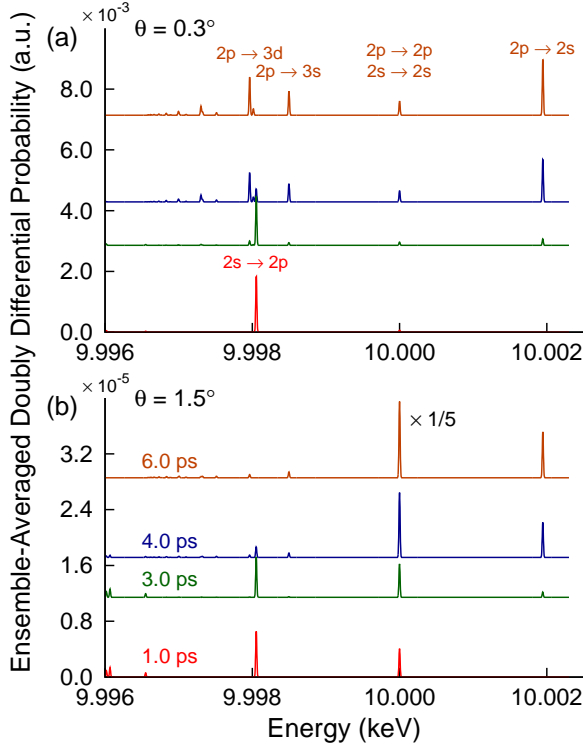 Ensemble-Averaged Doubly Differential Probability (a.u.)
× 10⁻³
(a) θ = 0.3°
2p → 3d
2p → 3s
2p → 2p
2s → 2s
2p → 2s
2s → 2p
8.0
6.0
4.0
2.0
0.0
9.996 9.998 10.000 10.002
× 10⁻⁵
(b) θ = 1.5°
× 1/5
6.0 ps
4.0 ps
3.0 ps
1.0 ps
3.2
2.4
1.6
0.8
0.0
9.996 9.998 10.000 10.002
Energy (keV)